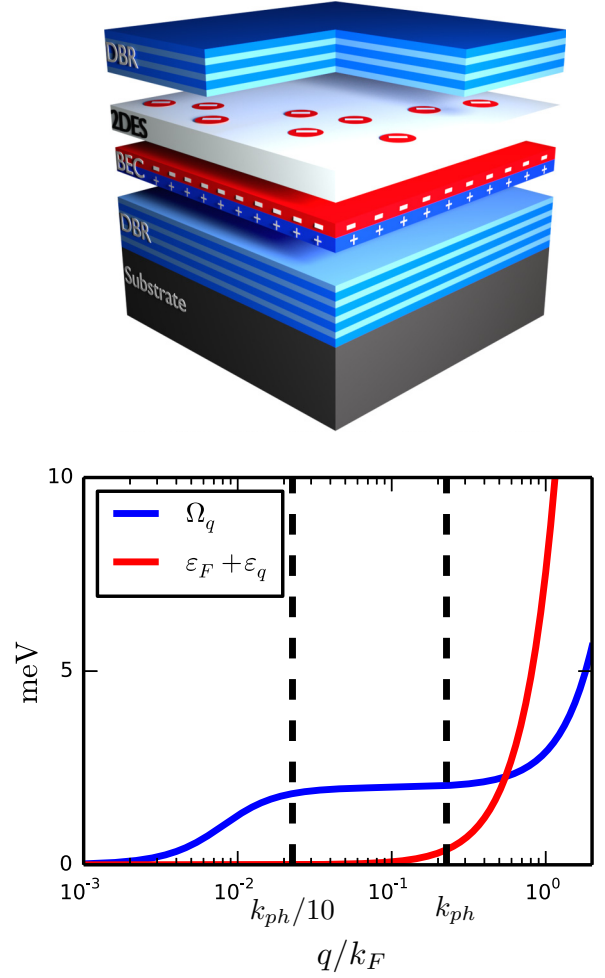 DBR
2DES
BEC
DBR
Substrate
10
5
0
meV
Ω_q
ε_F + ε_q
10^-3
10^-2
10^-1
10^0
k_ph/10
k_ph
q/k_F